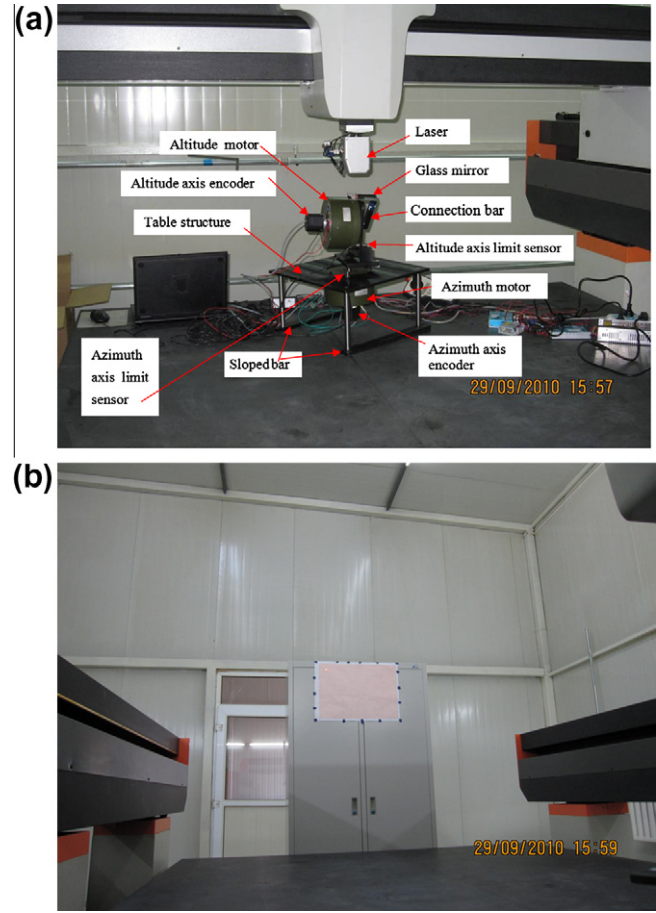 (a)
Laser
Altitude motor
Glass mirror
Altitude axis encoder
Connection bar
Table structure
Altitude axis limit sensor
Azimuth motor
Azimuth
axis limit
sensor
Sloped bar
Azimuth axis
encoder
29/09/2010 15:57
(b)
29/09/2010 15:59